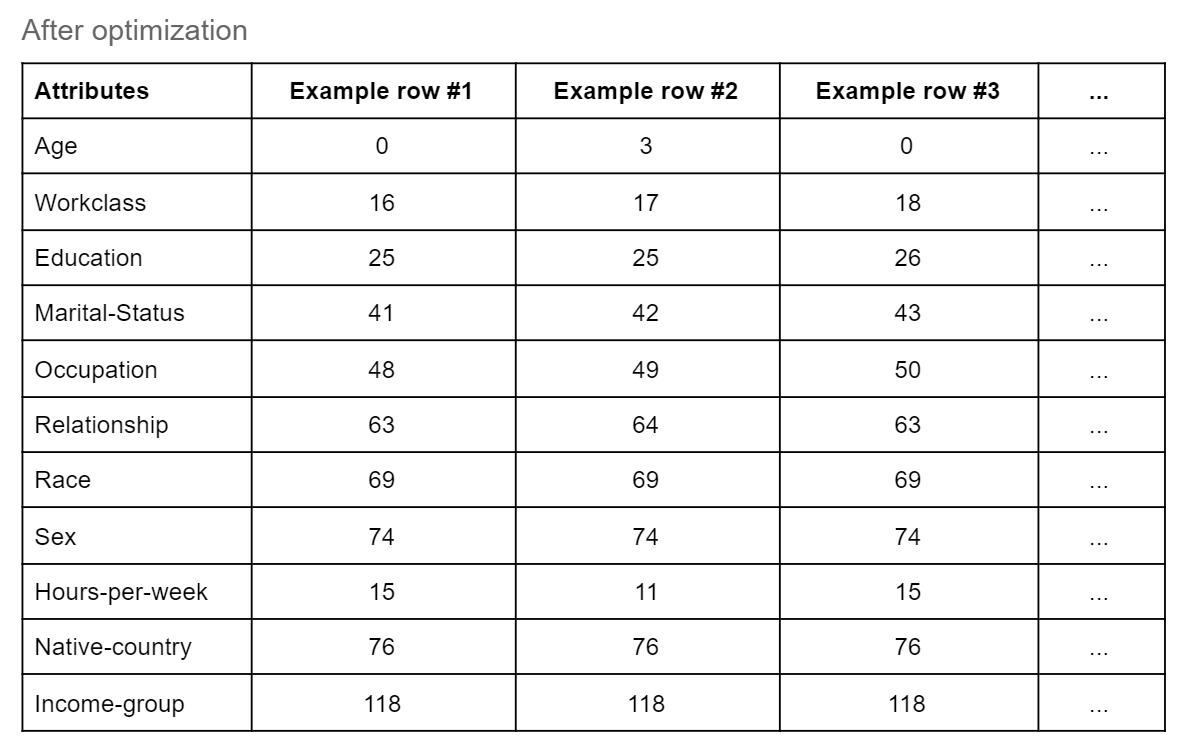 After optimization
Attributes Example row #1 Example row #2 Example row #3 ...
Age 0 3 0 ...
Workclass 16 17 18 ...
Education 25 25 26 ...
Marital-Status 41 42 43 ...
Occupation 48 49 50 ...
Relationship 63 64 63 ...
Race 69 69 69 ...
Sex 74 74 74 ...
Hours-per-week 15 11 15 ...
Native-country 76 76 76 ...
Income-group 118 118 118 ...